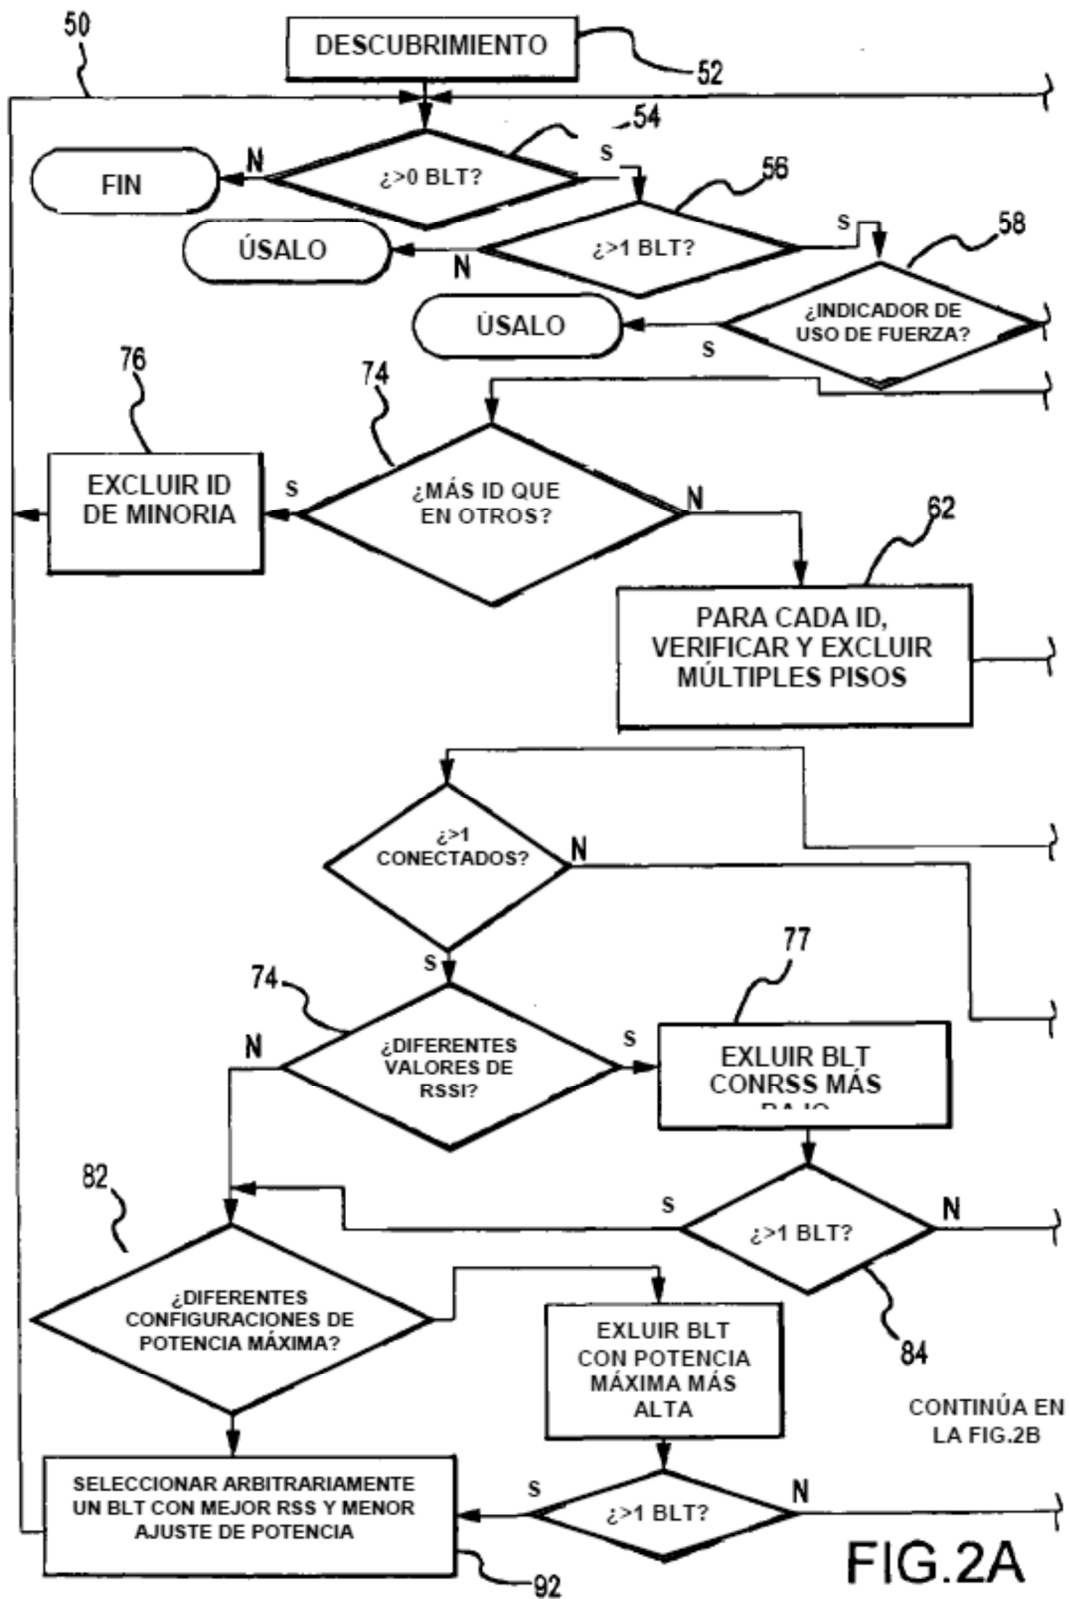 50
DESCUBRIMIENTO
52
54
¿>0 BLT?
N
S
FIN
56
¿>1 BLT?
N
S
ÚSALO
58
¿INDICADOR DE
USO DE FUERZA?
S
ÚSALO
76
74
EXCLUIR ID
DE MINORIA
S
¿MÁS ID QUE
EN OTROS?
N
62
PARA CADA ID,
VERIFICAR Y EXCLUIR
MÚLTIPLES PISOS
¿>1
CONECTADOS?
N
S
74
77
N
¿DIFERENTES
VALORES DE
RSSI?
S
EXLUIR BLT
CONRSS MÁS
82
S
¿>1 BLT?
N
84
¿DIFERENTES
CONFIGURACIONES DE
POTENCIA MÁXIMA?
EXLUIR BLT
CON POTENCIA
MÁXIMA MÁS
ALTA
CONTINÚA EN
LA FIG.2B
SELECCIONAR ARBITRARIAMENTE
UN BLT CON MEJOR RSS Y MENOR
AJUSTE DE POTENCIA
S
¿>1 BLT?
N
92
FIG.2A